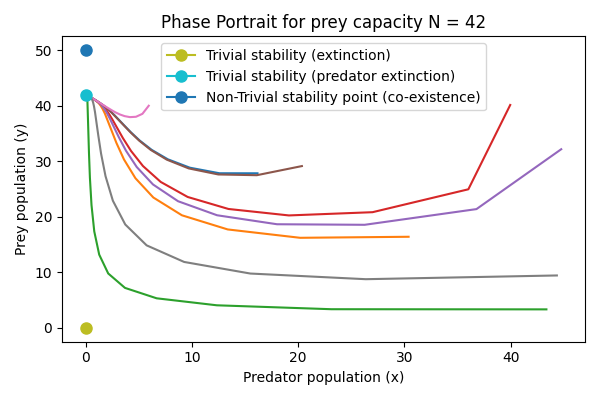 Phase Portrait for prey capacity N = 42
Trivial stability (extinction)
Trivial stability (predator extinction)
Non-Trivial stability point (co-existence)
Prey population (y)
50
40
30
20
10
0
0 10 20 30 40
Predator population (x)